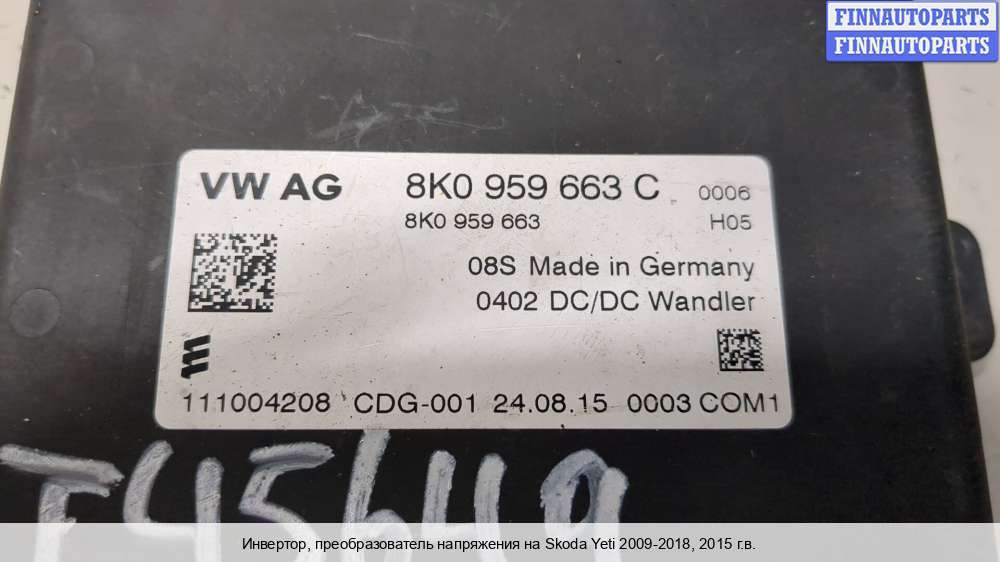 FINNAUTOPARTS
FINNAUTOPARTS
VW AG 8K0 959 663 C 0006
8K0 959 663 H05
08S Made in Germany
0402 DC/DC Wandler
111004208 CDG-001 24.08.15 0003 COM1
Инвертор, преобразователь напряжения на Skoda Yeti 2009-2018, 2015 г.в.